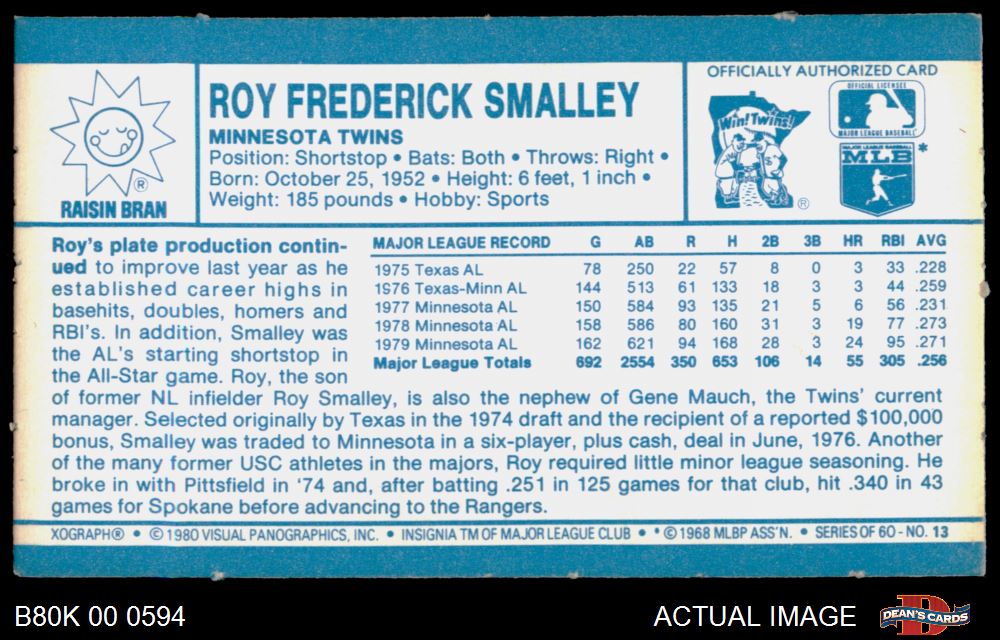 RAISIN BRAN
®
ROY FREDERICK SMALLEY
MINNESOTA TWINS
Position: Shortstop • Bats: Both • Throws: Right •
Born: October 25, 1952 • Height: 6 feet, 1 inch •
Weight: 185 pounds • Hobby: Sports
OFFICIALLY AUTHORIZED CARD
Win! Twins!
®
OFFICIAL LICENSEE
MAJOR LEAGUE BASEBALL
MAJOR LEAGUE BASEBALL
MLB *
Roy's plate production contin-
ued to improve last year as he
established career highs in
basehits, doubles, homers and
RBI's. In addition, Smalley was
the AL's starting shortstop in
the All-Star game. Roy, the son
of former NL infielder Roy Smalley, is also the nephew of Gene Mauch, the Twins' current
manager. Selected originally by Texas in the 1974 draft and the recipient of a reported $100,000
bonus, Smalley was traded to Minnesota in a six-player, plus cash, deal in June, 1976. Another
of the many former USC athletes in the majors, Roy required little minor league seasoning. He
broke in with Pittsfield in '74 and, after batting .251 in 125 games for that club, hit .340 in 43
games for Spokane before advancing to the Rangers.
MAJOR LEAGUE RECORD G AB R H 2B 3B HR RBI AVG
1975 Texas AL 78 250 22 57 8 0 3 33 .228
1976 Texas-Minn AL 144 513 61 133 18 3 3 44 .259
1977 Minnesota AL 150 584 93 135 21 5 6 56 .231
1978 Minnesota AL 158 586 80 160 31 3 19 77 .273
1979 Minnesota AL 162 621 94 168 28 3 24 95 .271
Major League Totals 692 2554 350 653 106 14 55 305 .256
XOGRAPH® • © 1980 VISUAL PANOGRAPHICS, INC. • INSIGNIA TM OF MAJOR LEAGUE CLUB • * © 1968 MLBP ASS'N. • SERIES OF 60 - NO. 13
B80K 00 0594
ACTUAL IMAGE
DEAN'S CARDS